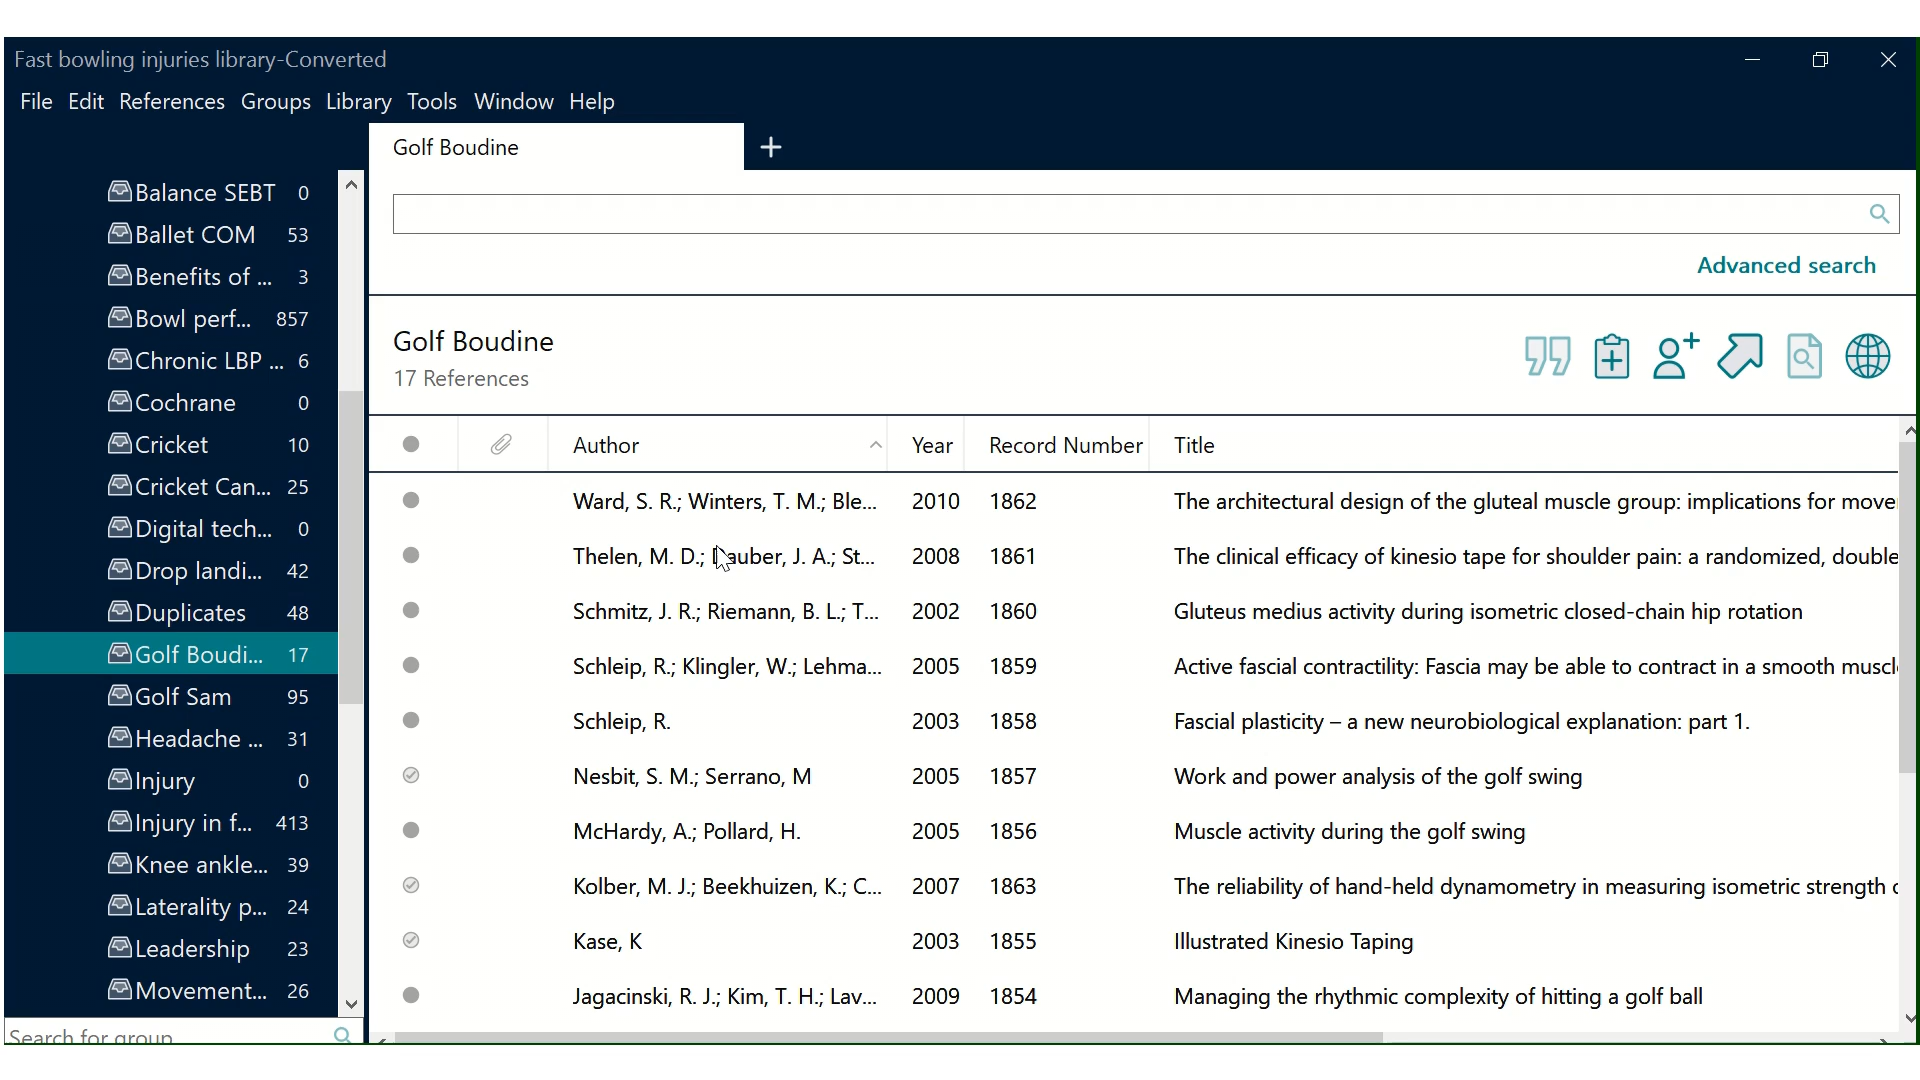 Fast bowling injuries library-Converted
File Edit References Groups Library Tools Window Help
Golf Boudine
Balance SEBT 0
Ballet COM 53
Benefits of ... 3
Bowl perf... 857
Chronic LBP ... 6
Cochrane 0
Cricket 10
Cricket Can... 25
Digital tech... 0
Drop landi... 42
Duplicates 48
Golf Boudi... 17
Golf Sam 95
Headache ... 31
Injury 0
Injury in f... 413
Knee ankle... 39
Laterality p... 24
Leadership 23
Movement... 26
Search for group
Advanced search
Golf Boudine
17 References
Author Year Record Number Title
Ward, S. R.; Winters, T. M.; Ble... 2010 1862 The architectural design of the gluteal muscle group: implications for move
Thelen, M. D.; St... 2008 1861 The clinical efficacy of kinesio tape for shoulder pain: a randomized, double
Schmitz, J. R.; Riemann, B. L.; T... 2002 1860 Gluteus medius activity during isometric closed-chain hip rotation
Schleip, R.; Klingler, W.; Lehma... 2005 1859 Active fascial contractility: Fascia may be able to contract in a smooth muscl
Schleip, R. 2003 1858 Fascial plasticity – a new neurobiological explanation: part 1.
Nesbit, S. M.; Serrano, M 2005 1857 Work and power analysis of the golf swing
McHardy, A.; Pollard, H. 2005 1856 Muscle activity during the golf swing
Kolber, M. J.; Beekhuizen, K.; C... 2007 1863 The reliability of hand-held dynamometry in measuring isometric strength
Kase, K 2003 1855 Illustrated Kinesio Taping
Jagacinski, R. J.; Kim, T. H.; Lav... 2009 1854 Managing the rhythmic complexity of hitting a golf ball